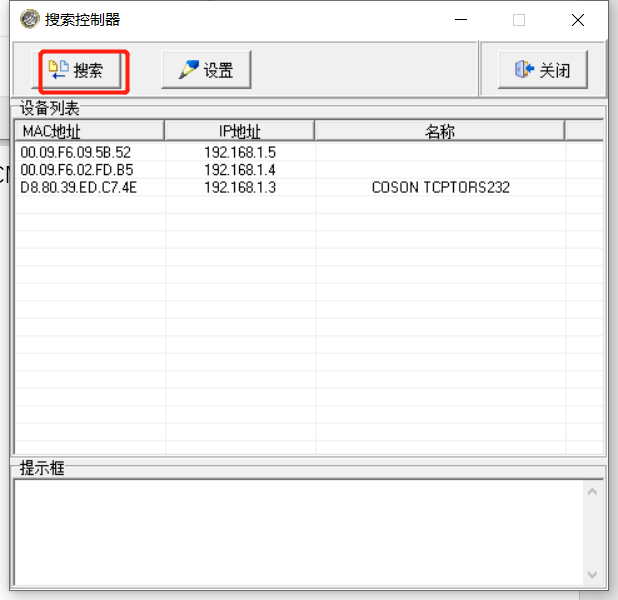 搜索控制器
搜索 设置 关闭
设备列表
MAC地址 IP地址 名称
00.09.F6.09.5B.52 192.168.1.5
00.09.F6.02.FD.B5 192.168.1.4
D8.80.39.ED.C7.4E 192.168.1.3 COSON TCPTORS232
提示框